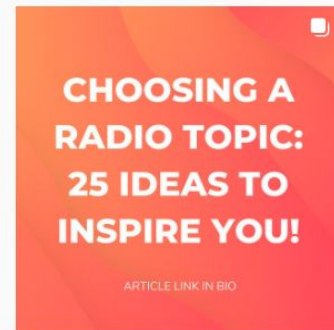 CHOOSING A
RADIO TOPIC:
25 IDEAS TO
INSPIRE YOU!
ARTICLE LINK IN BIO